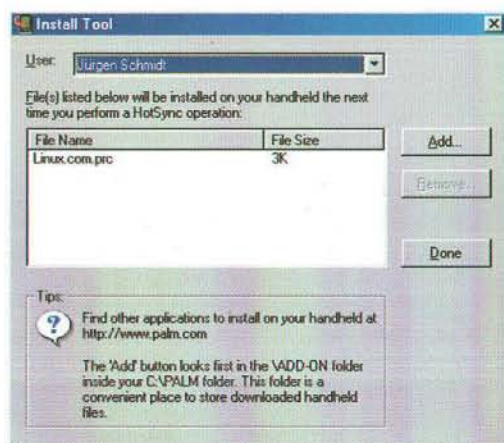 Install Tool
User: Jürgen Schmidt
File(s) listed below will be installed on your handheld the next
time you perform a HotSync operation:
File Name File Size
Linux.com.prc 3K
Add...
Remove...
Done
Tips:
Find other applications to install on your handheld at
http://www.palm.com
The 'Add' button looks first in the \ADD-ON folder
inside your C:\PALM folder. This folder is a
convenient place to store downloaded handheld
files.